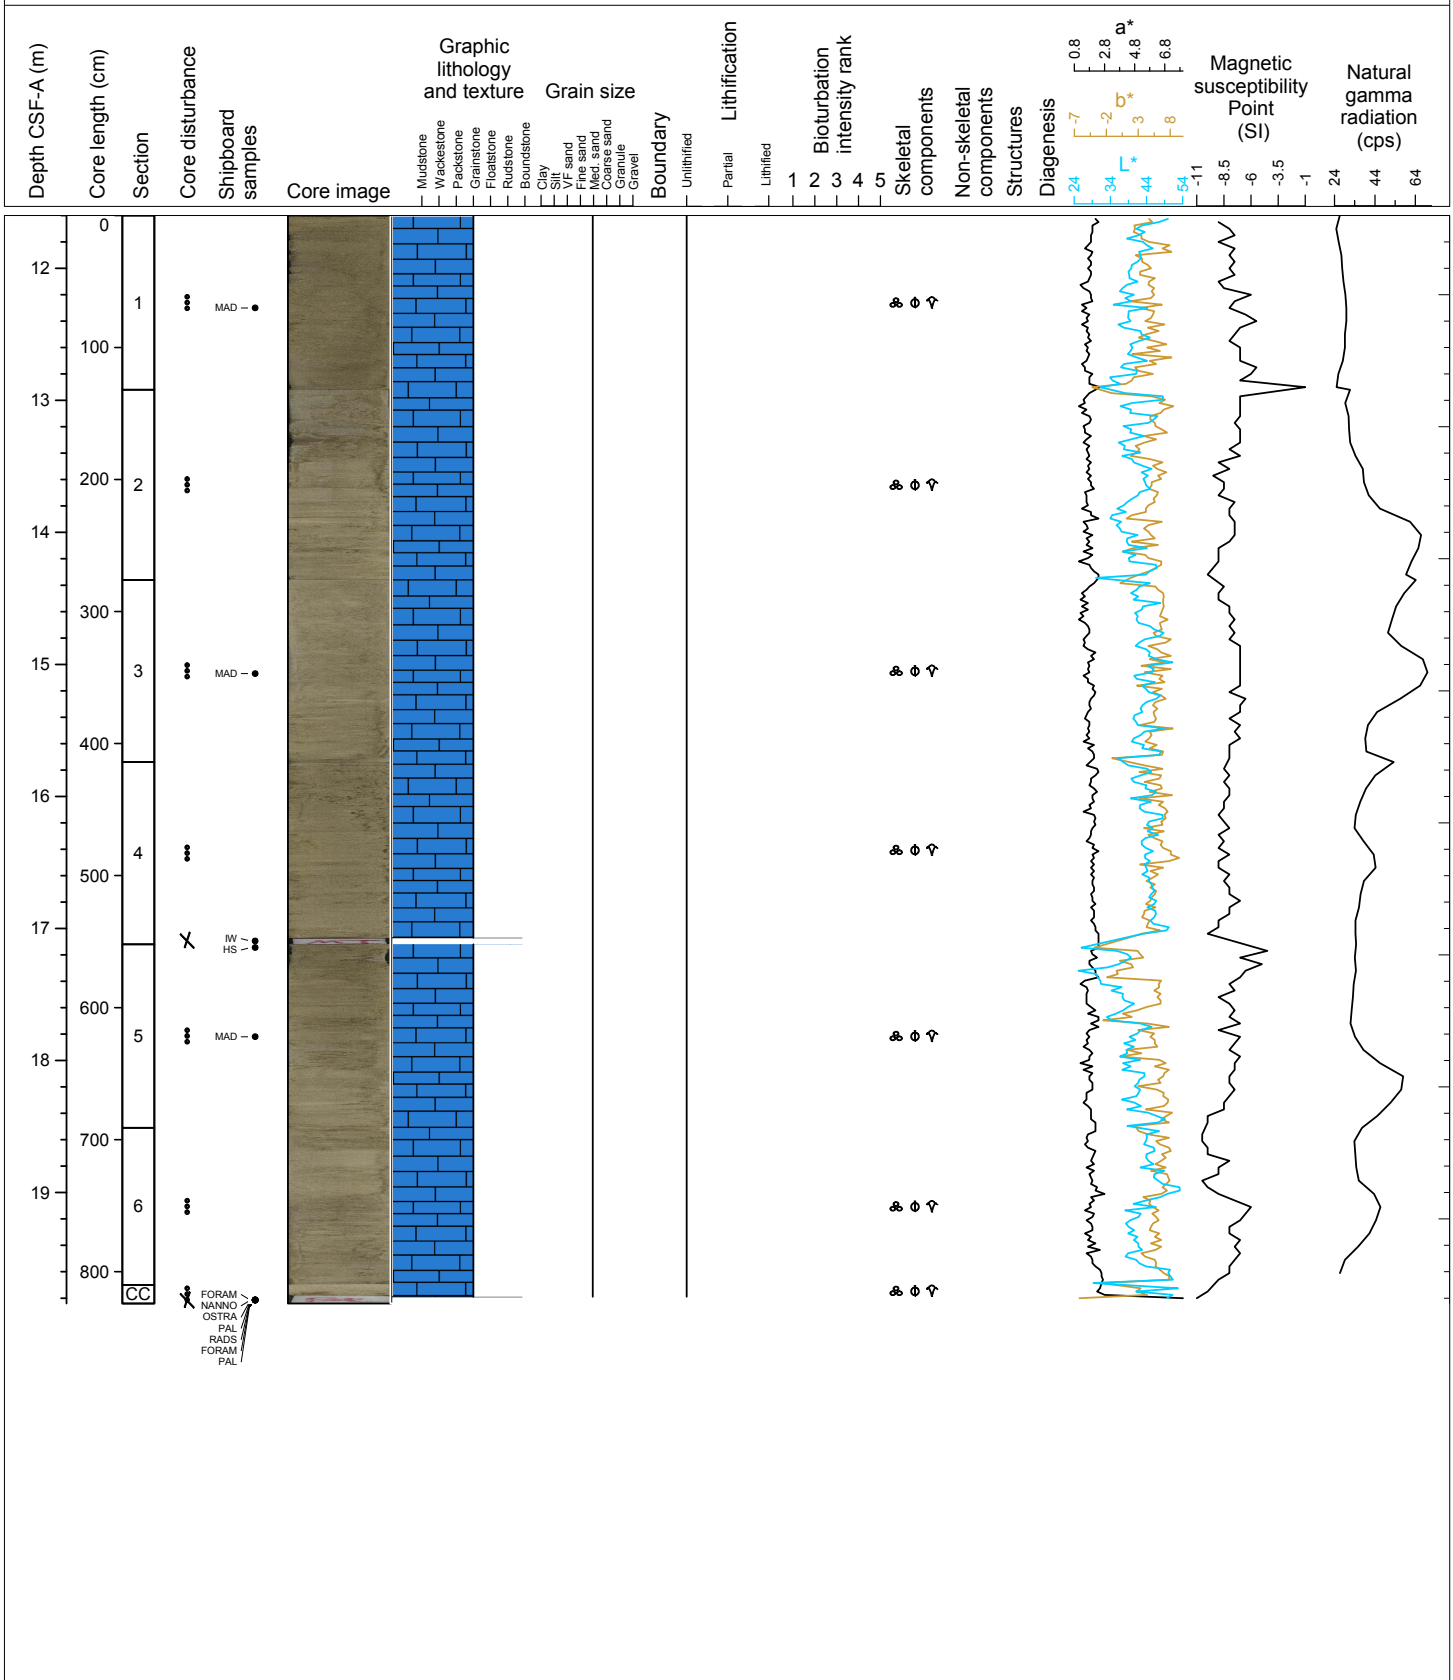 Depth CSF-A (m)
Core length (cm)
Section
Core disturbance
Shipboard
samples
Core image
Graphic
lithology
and texture
Mudstone
Wackestone
Packstone
Grainstone
Floatstone
Rudstone
Boundstone
Grain size
Clay
Silt
VF sand
Fine sand
Med. sand
Coarse sand
Granule
Gravel
Boundary
Lithification
Unlithified
Partial
Lithified
Bioturbation
intensity rank
1 2 3 4 5
Skeletal
components
Non-skeletal
components
Structures
Diagenesis
a*
0.8 2.8 4.8 6.8
b*
-7 -2 3 8
L*
24 34 44 54
Magnetic
susceptibility
Point
(SI)
-11 -8.5 -6 -3.5 -1
Natural
gamma
radiation
(cps)
24 44 64
0
12
1
MAD
100
13
200
2
14
300
15
3
MAD
400
16
4
500
17
IW
HS
600
5
MAD
18
700
19
6
800
CC
FORAM
NANNO
OSTRA
PAL
RADS
FORAM
PAL